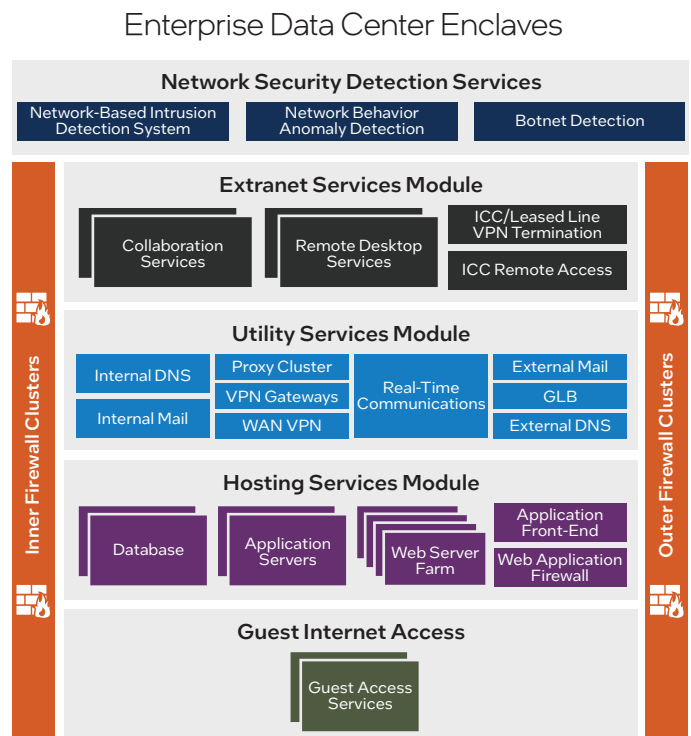 Enterprise Data Center Enclaves
Network Security Detection Services
Network-Based Intrusion
Detection System
Network Behavior
Anomaly Detection
Botnet Detection
Inner Firewall Clusters
Extranet Services Module
Collaboration
Services
Remote Desktop
Services
ICC/Leased Line
VPN Termination
ICC Remote Access
Utility Services Module
Internal DNS
Internal Mail
Proxy Cluster
VPN Gateways
WAN VPN
Real-Time
Communications
External Mail
GLB
External DNS
Hosting Services Module
Database
Application
Servers
Web Server
Farm
Application
Front-End
Web Application
Firewall
Guest Internet Access
Guest Access
Services
Outer Firewall Clusters